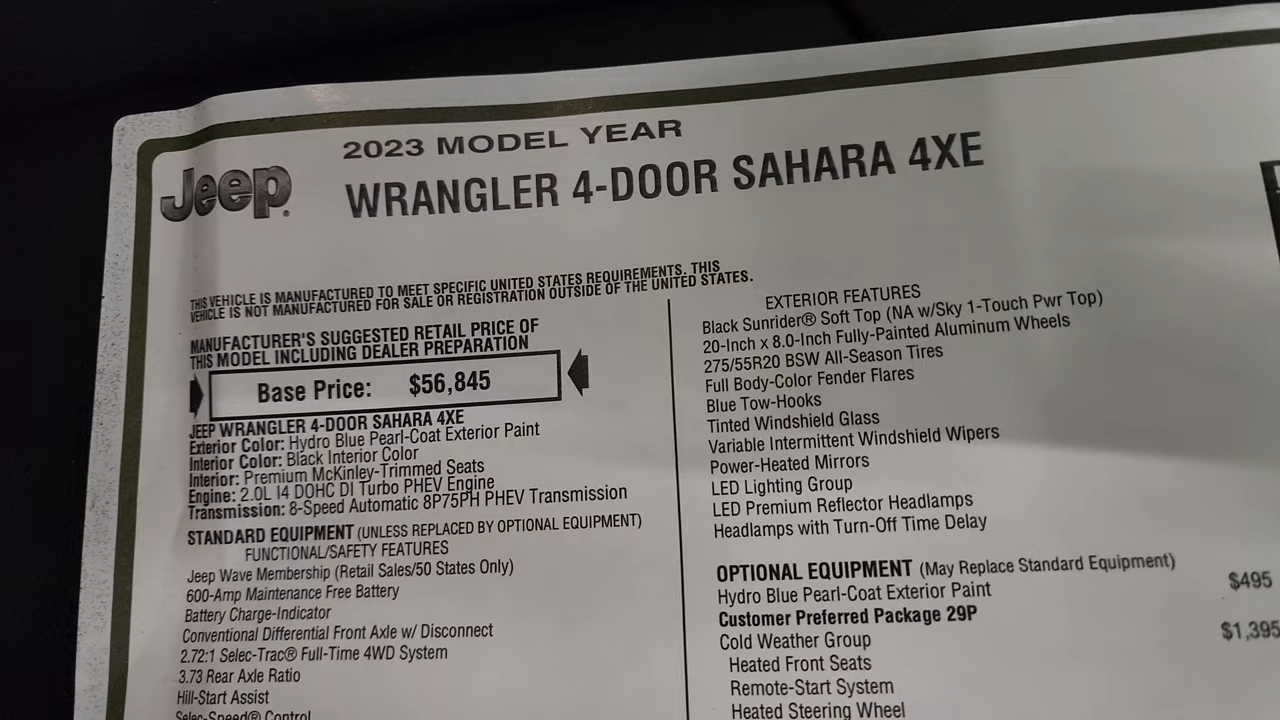 Jeep
2023 MODEL YEAR
WRANGLER 4-DOOR SAHARA 4XE
THIS VEHICLE IS MANUFACTURED TO MEET SPECIFIC UNITED STATES REQUIREMENTS. THIS
VEHICLE IS NOT MANUFACTURED FOR SALE OR REGISTRATION OUTSIDE OF THE UNITED STATES.
MANUFACTURER'S SUGGESTED RETAIL PRICE OF
THIS MODEL INCLUDING DEALER PREPARATION
Base Price: $56,845
JEEP WRANGLER 4-DOOR SAHARA 4XE
Exterior Color: Hydro Blue Pearl-Coat Exterior Paint
Interior Color: Black Interior Color
Interior: Premium McKinley-Trimmed Seats
Engine: 2.0L I4 DOHC DI Turbo PHEV Engine
Transmission: 8-Speed Automatic 8P75PH PHEV Transmission
STANDARD EQUIPMENT (UNLESS REPLACED BY OPTIONAL EQUIPMENT)
FUNCTIONAL/SAFETY FEATURES
Jeep Wave Membership (Retail Sales/50 States Only)
600-Amp Maintenance Free Battery
Battery Charge-Indicator
Conventional Differential Front Axle w/ Disconnect
2.72:1 Selec-Trac® Full-Time 4WD System
3.73 Rear Axle Ratio
Hill-Start Assist
Selec-Speed® Control
EXTERIOR FEATURES
Black Sunrider® Soft Top (NA w/Sky 1-Touch Pwr Top)
20-Inch x 8.0-Inch Fully-Painted Aluminum Wheels
275/55R20 BSW All-Season Tires
Full Body-Color Fender Flares
Blue Tow-Hooks
Tinted Windshield Glass
Variable Intermittent Windshield Wipers
Power-Heated Mirrors
LED Lighting Group
LED Premium Reflector Headlamps
Headlamps with Turn-Off Time Delay
OPTIONAL EQUIPMENT (May Replace Standard Equipment)
Hydro Blue Pearl-Coat Exterior Paint $495
Customer Preferred Package 29P
Cold Weather Group $1,395
Heated Front Seats
Remote-Start System
Heated Steering Wheel